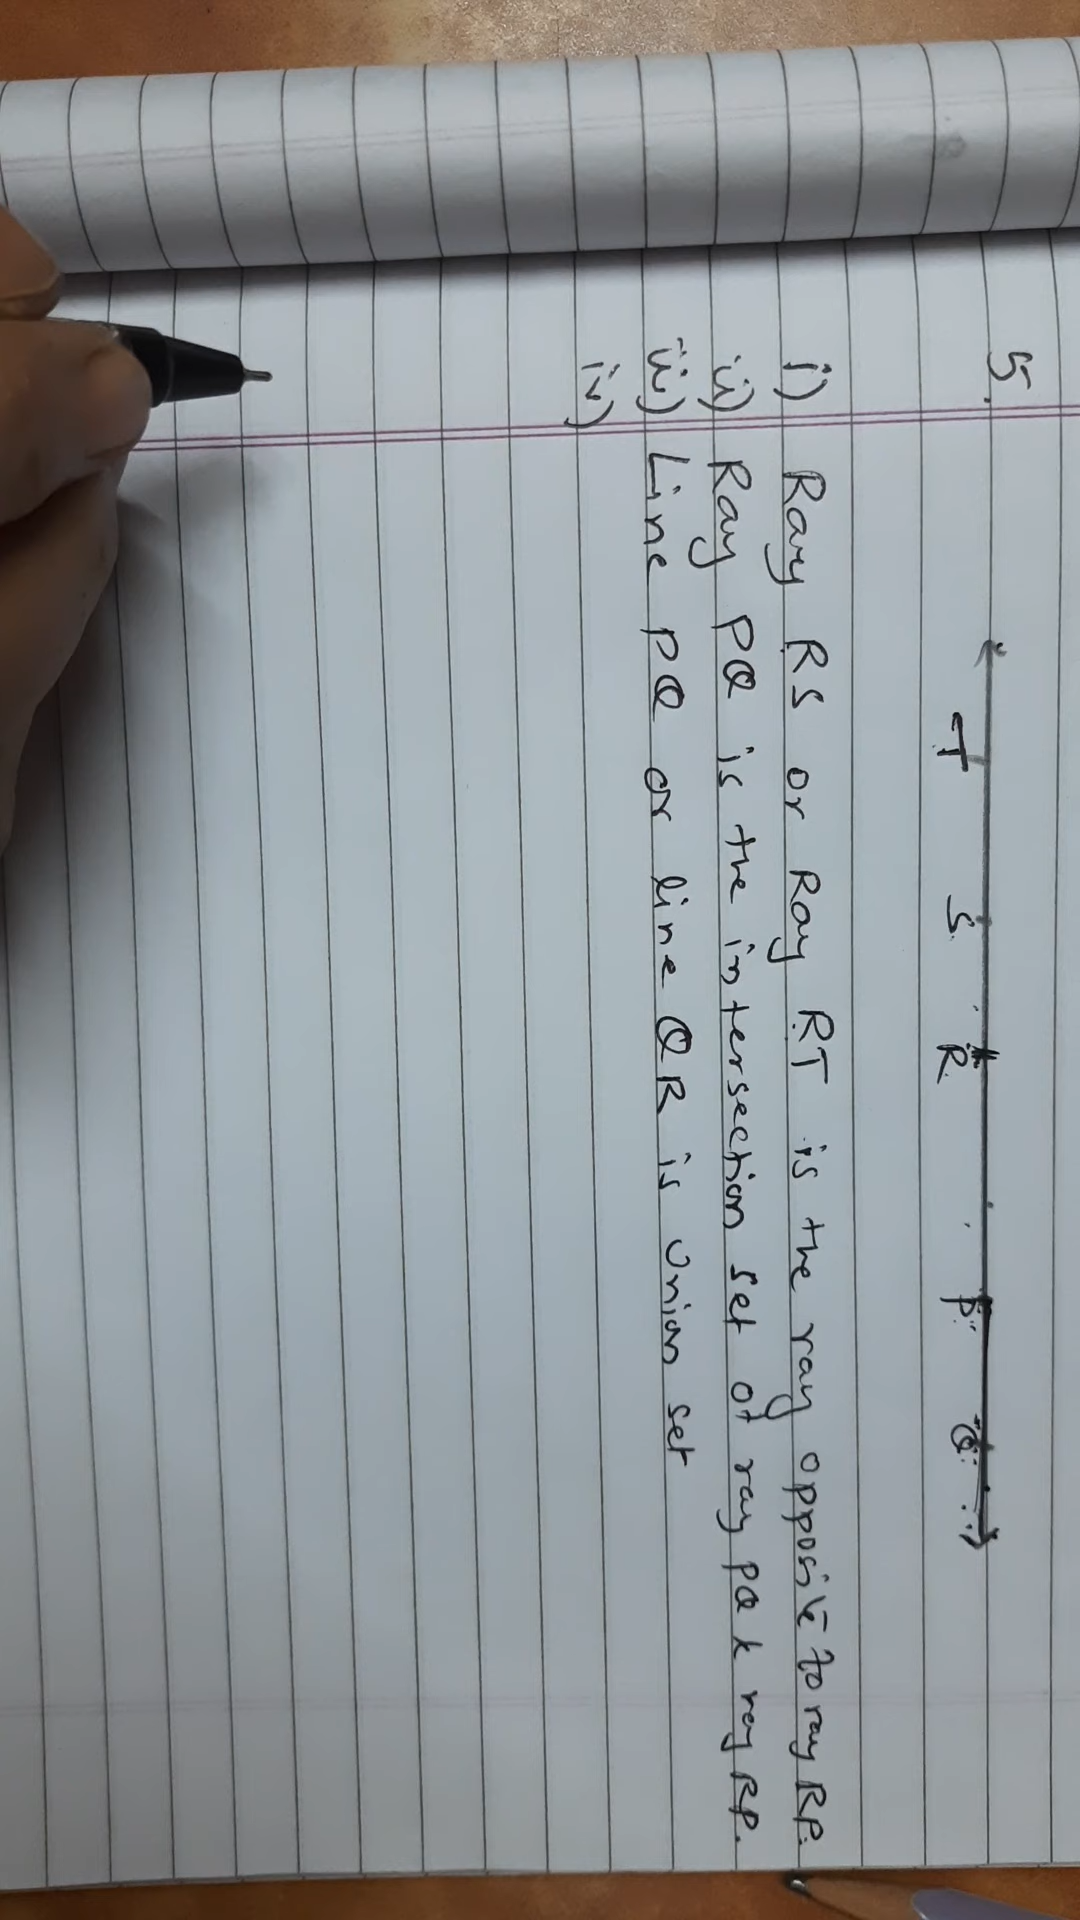 5.
T S R P Q
i) Ray RS or Ray RT is the ray opposite to ray RP.
ii) Ray PQ is the intersection set of ray PQ & ray RP.
iii) Line PQ or line QR is union set
iv)